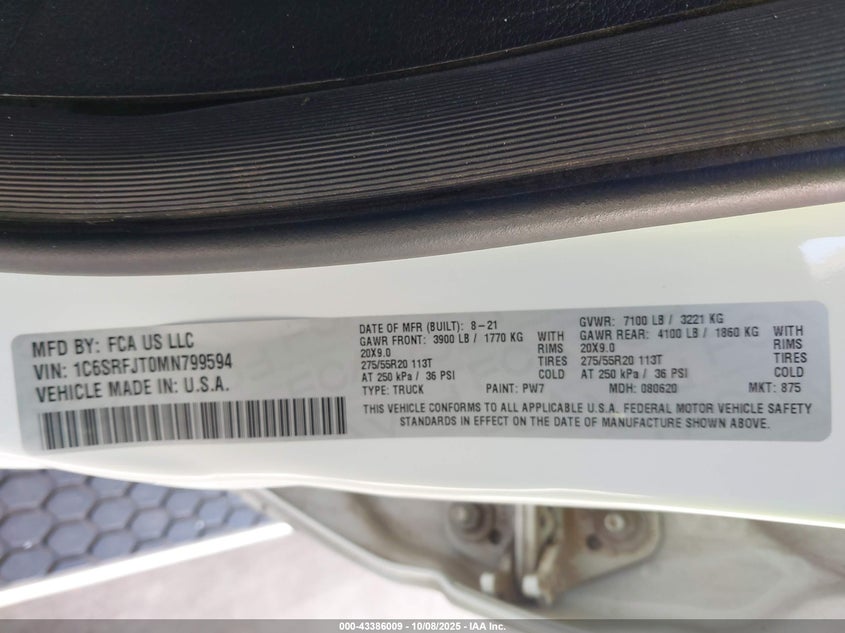 MFD BY: FCA US LLC
VIN: 1C6SRFJT0MN799594
VEHICLE MADE IN U.S.A.
DATE OF MFR (BUILT): 8-21
GAWR FRONT: 3900 LB / 1770 KG WITH
20X9.0 RIMS
275/55R20 113T TIRES
AT 250 kPa / 36 PSI COLD
GVWR: 7100 LB / 3221 KG
GAWR REAR: 4100 LB / 1860 KG WITH
20X9.0 RIMS
275/55R20 113T TIRES
AT 250 kPa / 36 PSI COLD
TYPE: TRUCK PAINT: PW7 MDH: 080620 MKT: 875
THIS VEHICLE CONFORMS TO ALL APPLICABLE U.S.A. FEDERAL MOTOR VEHICLE SAFETY
STANDARDS IN EFFECT ON THE DATE OF MANUFACTURE SHOWN ABOVE.
000-43386009 - 10/08/2025 - IAA Inc.